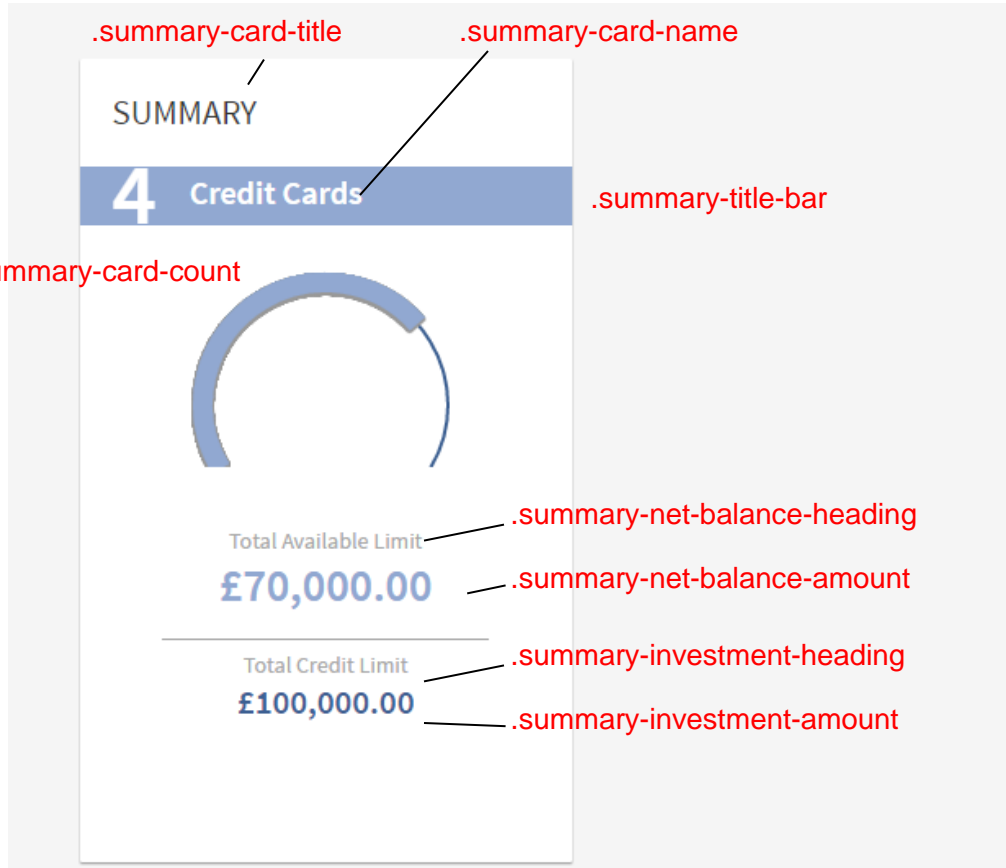 .summary-card-title .summary-card-name
SUMMARY
4 Credit Cards
.summary-title-bar
ummary-card-count
.summary-net-balance-heading
Total Available Limit
£70,000.00
.summary-net-balance-amount
.summary-investment-heading
Total Credit Limit
£100,000.00
.summary-investment-amount